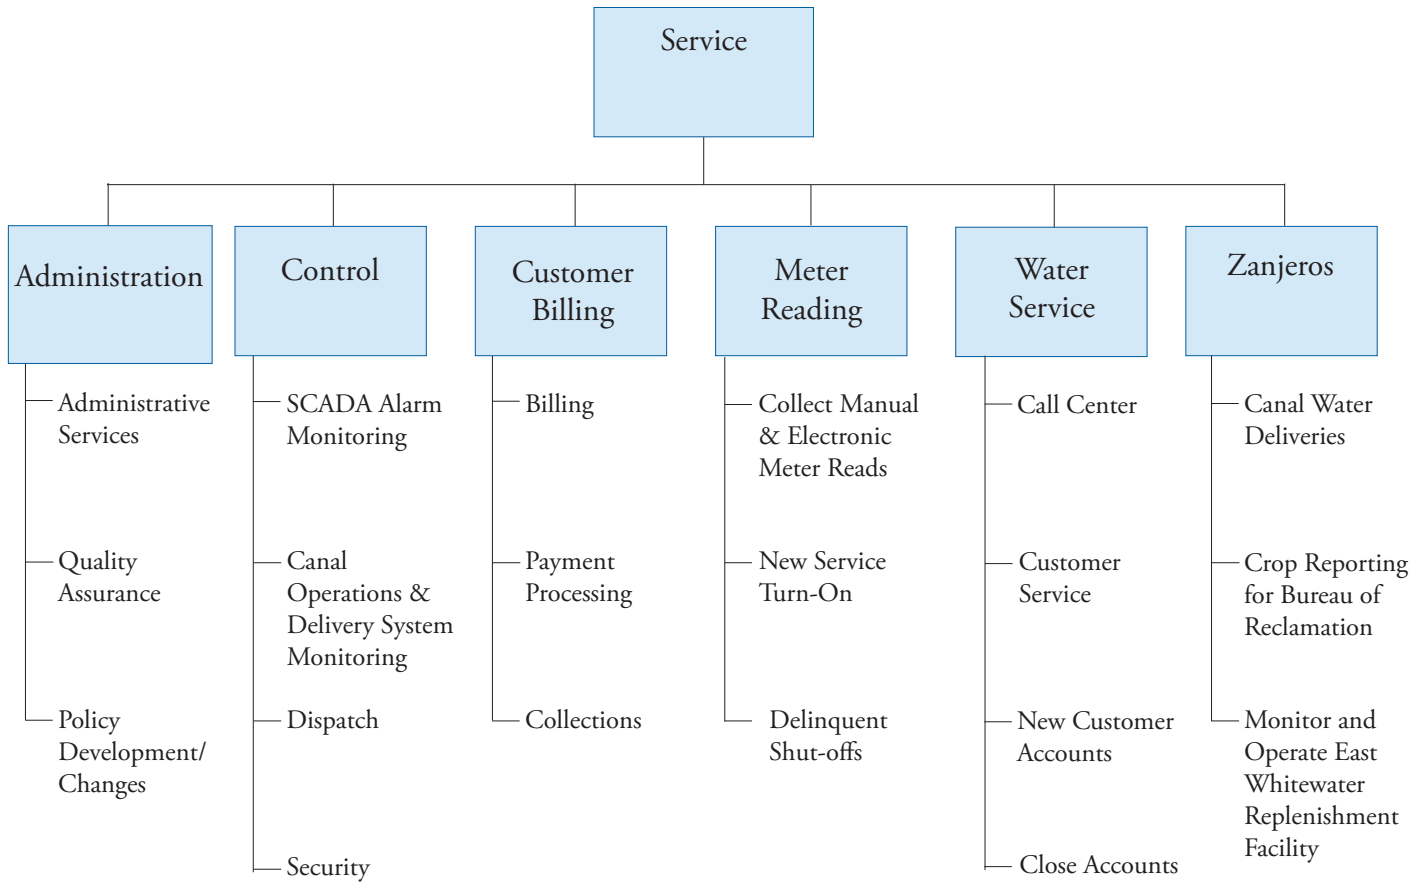 Service
Administration
Administrative
Services
Quality
Assurance
Policy
Development/
Changes
Control
SCADA Alarm
Monitoring
Canal
Operations &
Delivery System
Monitoring
Dispatch
Security
Customer
Billing
Billing
Payment
Processing
Collections
Meter
Reading
Collect Manual
& Electronic
Meter Reads
New Service
Turn-On
Delinquent
Shut-offs
Water
Service
Call Center
Customer
Service
New Customer
Accounts
Close Accounts
Zanjeros
Canal Water
Deliveries
Crop Reporting
for Bureau of
Reclamation
Monitor and
Operate East
Whitewater
Replenishment
Facility